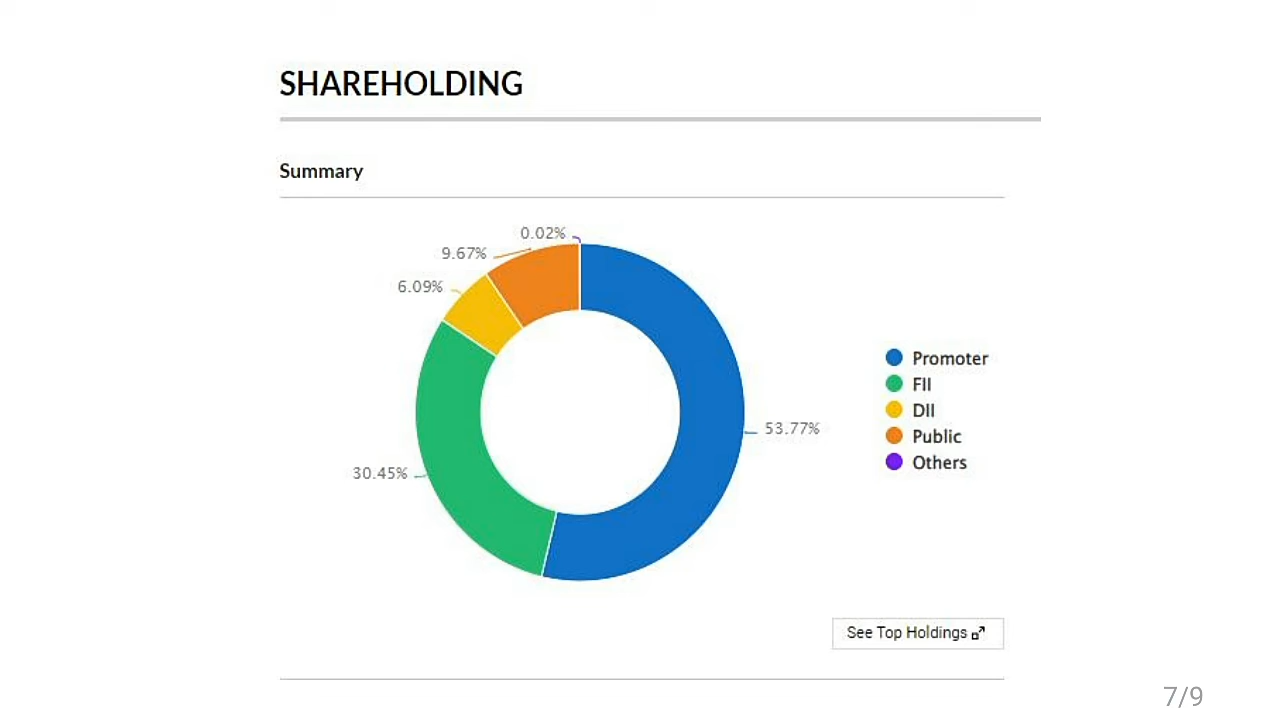 SHAREHOLDING
Summary
0.02%
9.67%
6.09%
53.77%
30.45%
Promoter
FII
DII
Public
Others
See Top Holdings
7/9